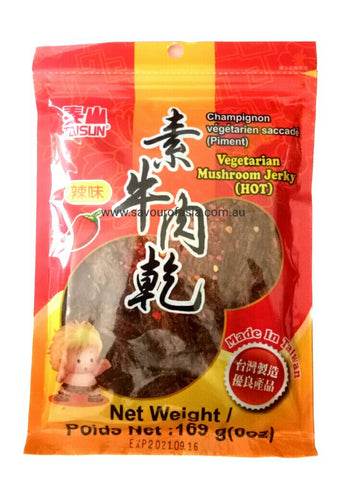 泰山
TAISUN
Champignon
végétarien saccadé
(Piment)
Vegetarian
Mushroom Jerky
(HOT)
辣味
素牛肉乾
www.savourofasia.com.au
Made In Taiwan
台灣製造
優良產品
Net Weight /
Poids Net :169 g(6oz)
EXP2021.09.16